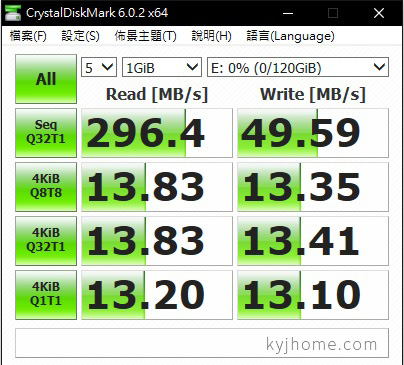 CrystalDiskMark 6.0.2 x64
檔案(F) 設定(S) 佈景主題(T) 說明(H) 語言(Language)
All 5 1GiB E: 0% (0/120GiB)
Read [MB/s] Write [MB/s]
Seq Q32T1 296.4 49.59
4KiB Q8T8 13.83 13.35
4KiB Q32T1 13.83 13.41
4KiB Q1T1 13.20 13.10
kyjhome.com